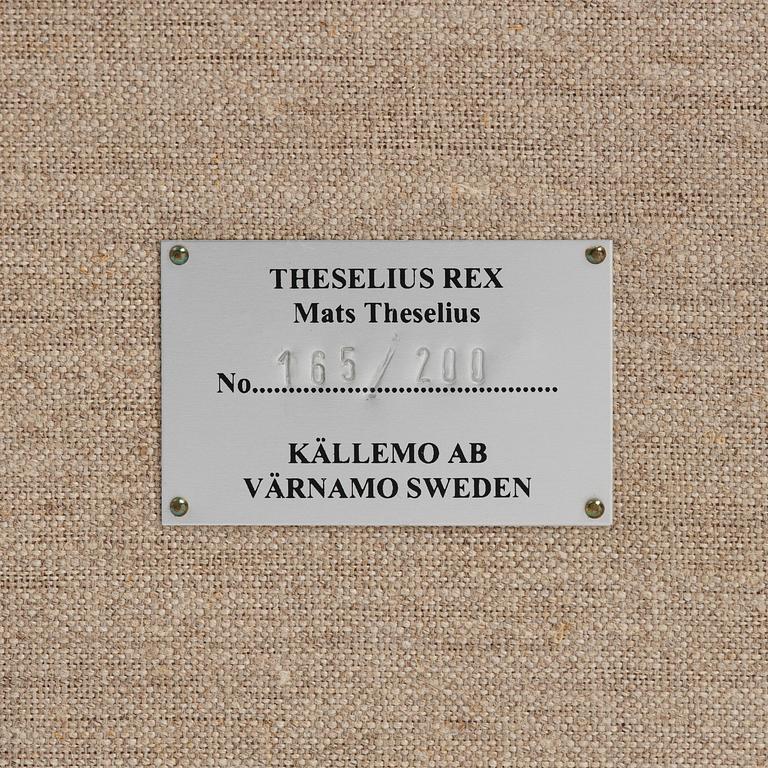 THESELIUS REX
Mats Theselius
No.......165/200.......
KÄLLEMO AB
VÄRNAMO SWEDEN